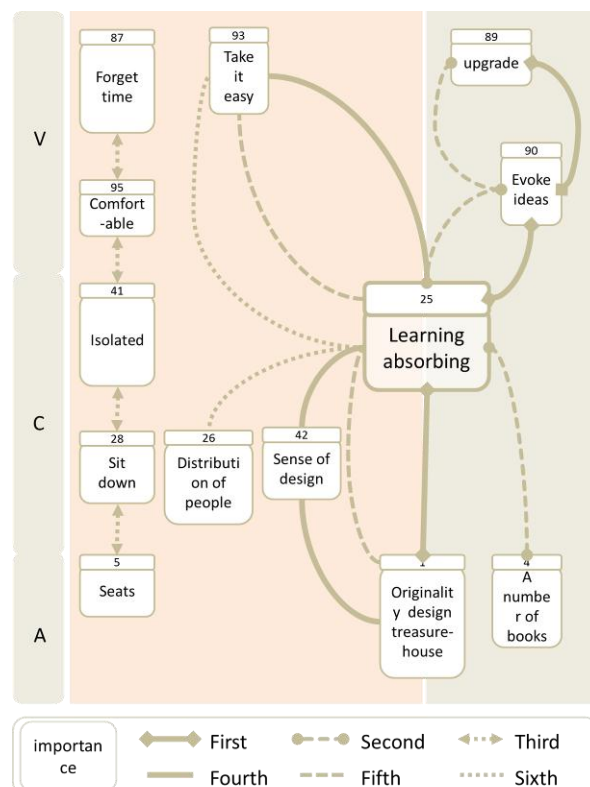 87
Forget
time
93
Take
it
easy
89
upgrade
V
90
Evoke
ideas
95
Comfort
-able
41
Isolated
25
Learning
absorbing
C
28
Sit
down
26
Distributi
on of
people
42
Sense of
design
5
Seats
1
Originalit
y design
treasure-
house
4
A
numbe
r of
books
A
importan
ce
First
Second
Third
Fourth
Fifth
Sixth